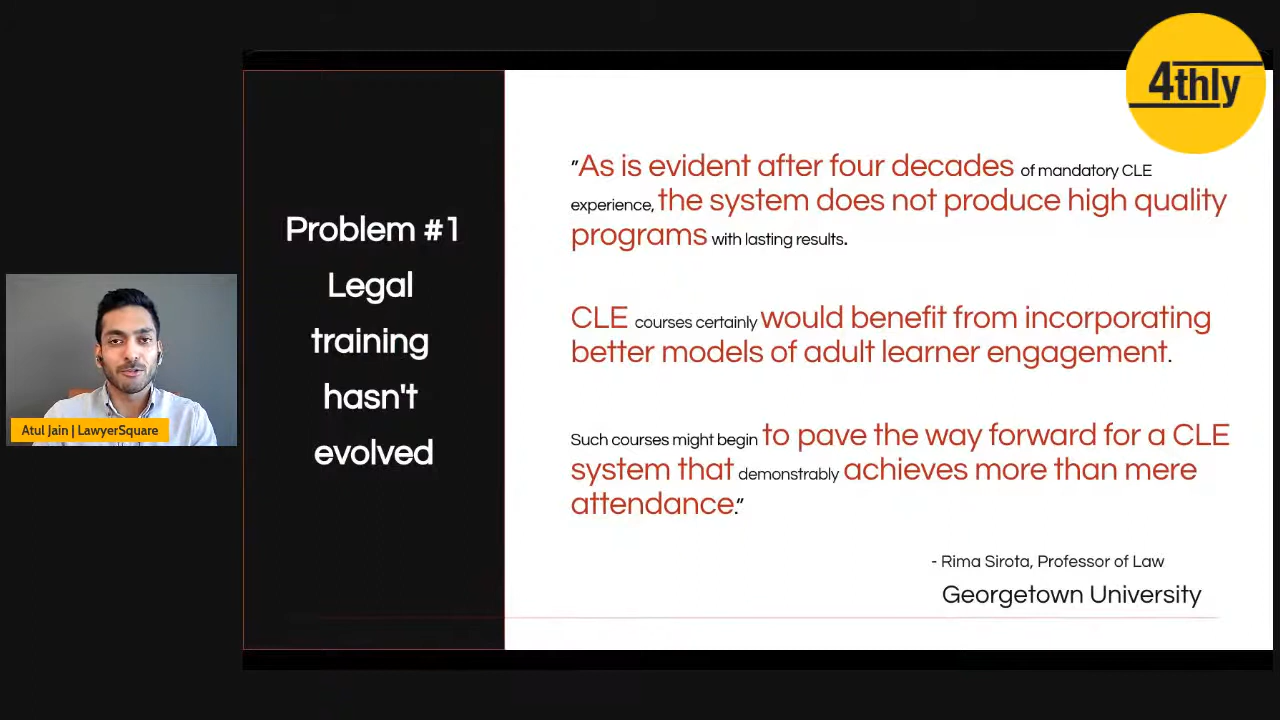 4thly
Problem #1
Legal
training
hasn't
evolved
"As is evident after four decades of mandatory CLE
experience, the system does not produce high quality
programs with lasting results.
CLE courses certainly would benefit from incorporating
better models of adult learner engagement.
Such courses might begin to pave the way forward for a CLE
system that demonstrably achieves more than mere
attendance."
- Rima Sirota, Professor of Law
Georgetown University
Atul Jain | LawyerSquare